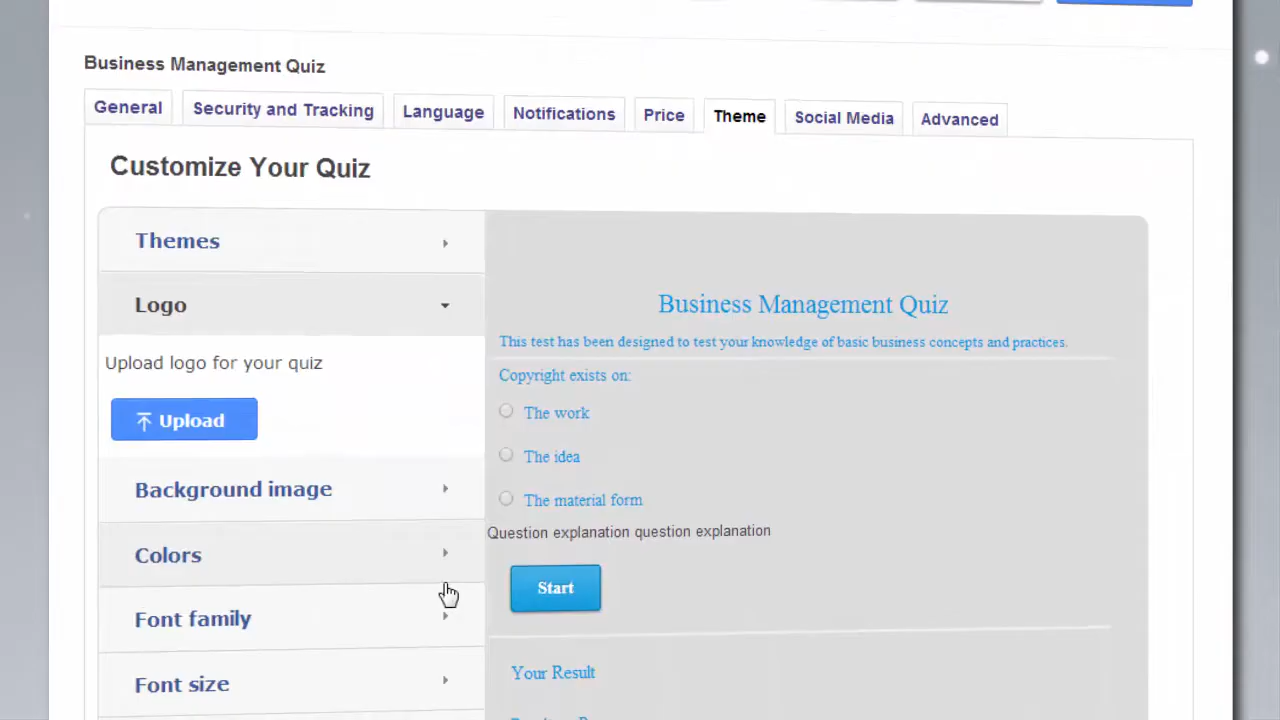 Business Management Quiz
General Security and Tracking Language Notifications Price Theme Social Media Advanced
Customize Your Quiz
Themes
Logo
Upload logo for your quiz
Upload
Background image
Colors
Font family
Font size
Business Management Quiz
This test has been designed to test your knowledge of basic business concepts and practices.
Copyright exists on:
The work
The idea
The material form
Question explanation question explanation
Start
Your Result